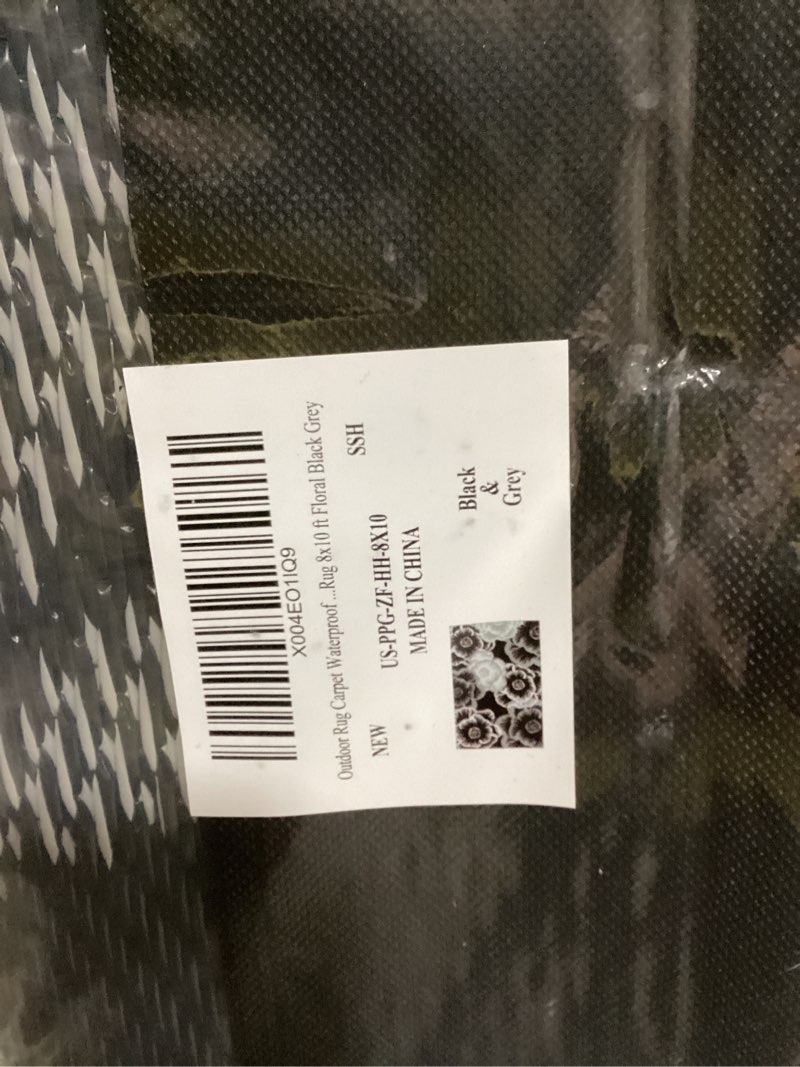 X004EO1IQ9
Outdoor Rug Carpet Waterproof ...Rug 8x10 ft Floral Black Grey
NEW SSH
US-PPG-ZF-HH-8X10
MADE IN CHINA
Black
&
Grey